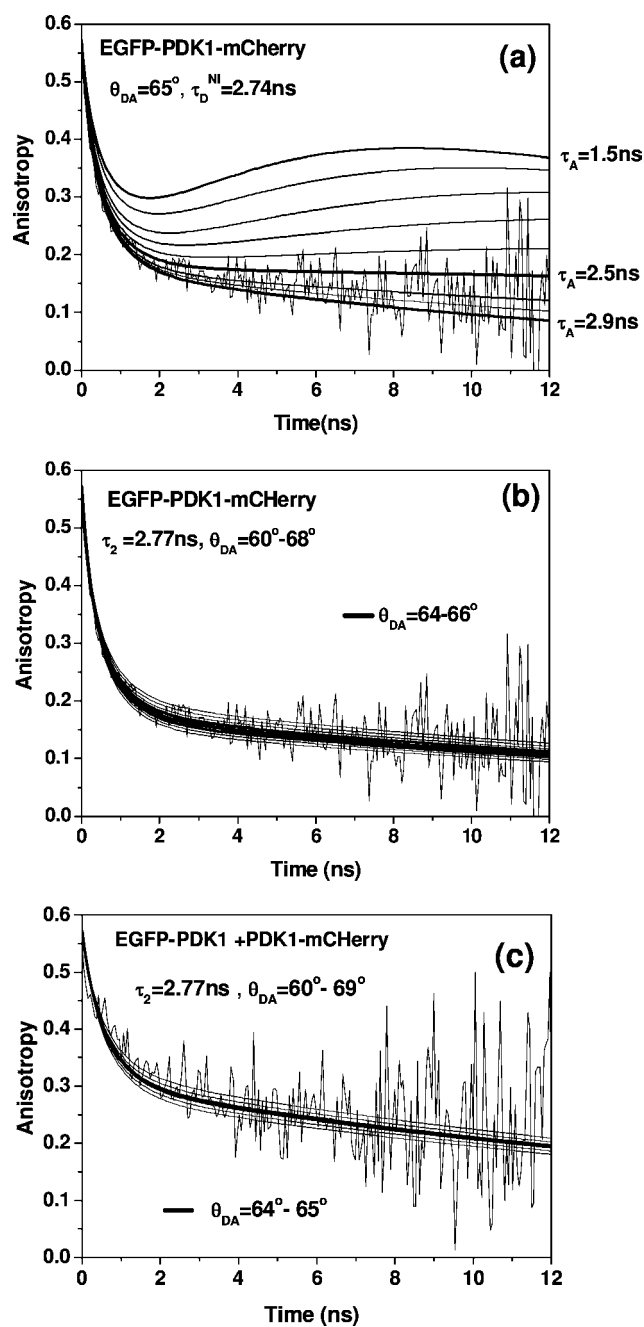 EGFP-PDK1-mCherry
(a)
θDA=65°, τD^NI=2.74ns
τA=1.5ns
τA=2.5ns
τA=2.9ns
Anisotropy
0.6
0.5
0.4
0.3
0.2
0.1
0.0
0 2 4 6 8 10 12
Time(ns)
EGFP-PDK1-mCHerry
(b)
τ2 =2.77ns, θDA=60°-68°
θDA=64-66°
Anisotropy
0.6
0.5
0.4
0.3
0.2
0.1
0.0
0 2 4 6 8 10 12
Time (ns)
EGFP-PDK1 +PDK1-mCHerry
(c)
τ2=2.77ns , θDA=60°- 69°
θDA=64°- 65°
Anisotropy
0.6
0.5
0.4
0.3
0.2
0.1
0.0
0 2 4 6 8 10 12
Time (ns)